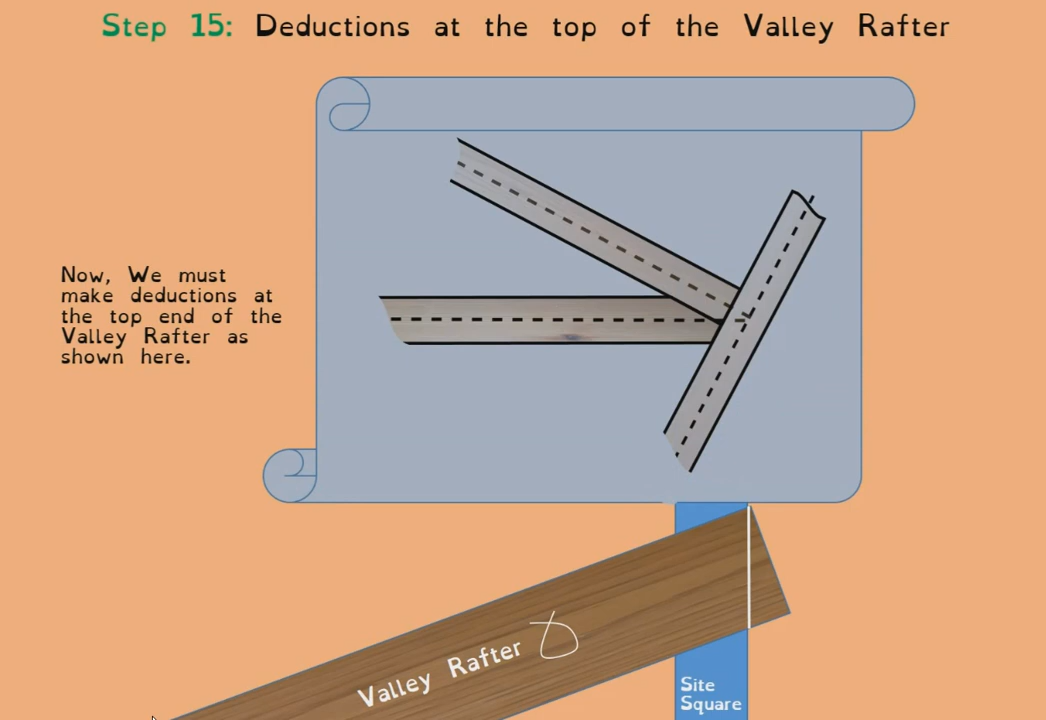 Step 15: Deductions at the top of the Valley Rafter
Now, We must
make deductions at
the top end of the
Valley Rafter as
shown here.
Valley Rafter
Site
Square